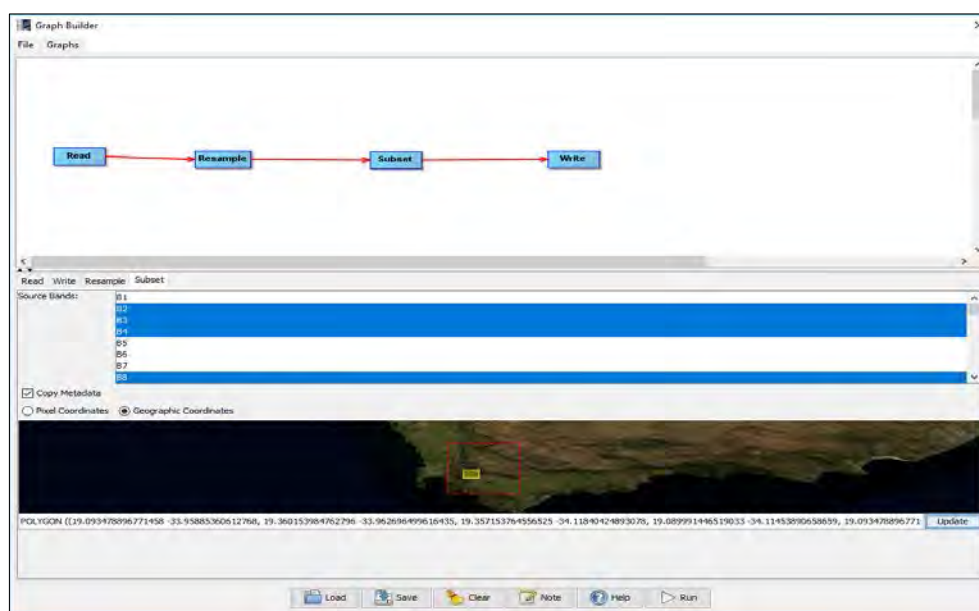 Graph Builder
File Graphs
Read Resample Subset Write
Read Write Resample Subset
Source Bands:
B1
B2
B3
B4
B5
B6
B7
B8
Copy Metadata
Pixel Coordinates Geographic Coordinates
POLYGON ((19.093478896771458 -33.95885360612768, 19.360153984762796 -33.962696499616435, 19.357153764556525 -34.11840424893078, 19.089991446519033 -34.11453890658659, 19.0934788967​71 Update
Load Save Clear Note Help Run